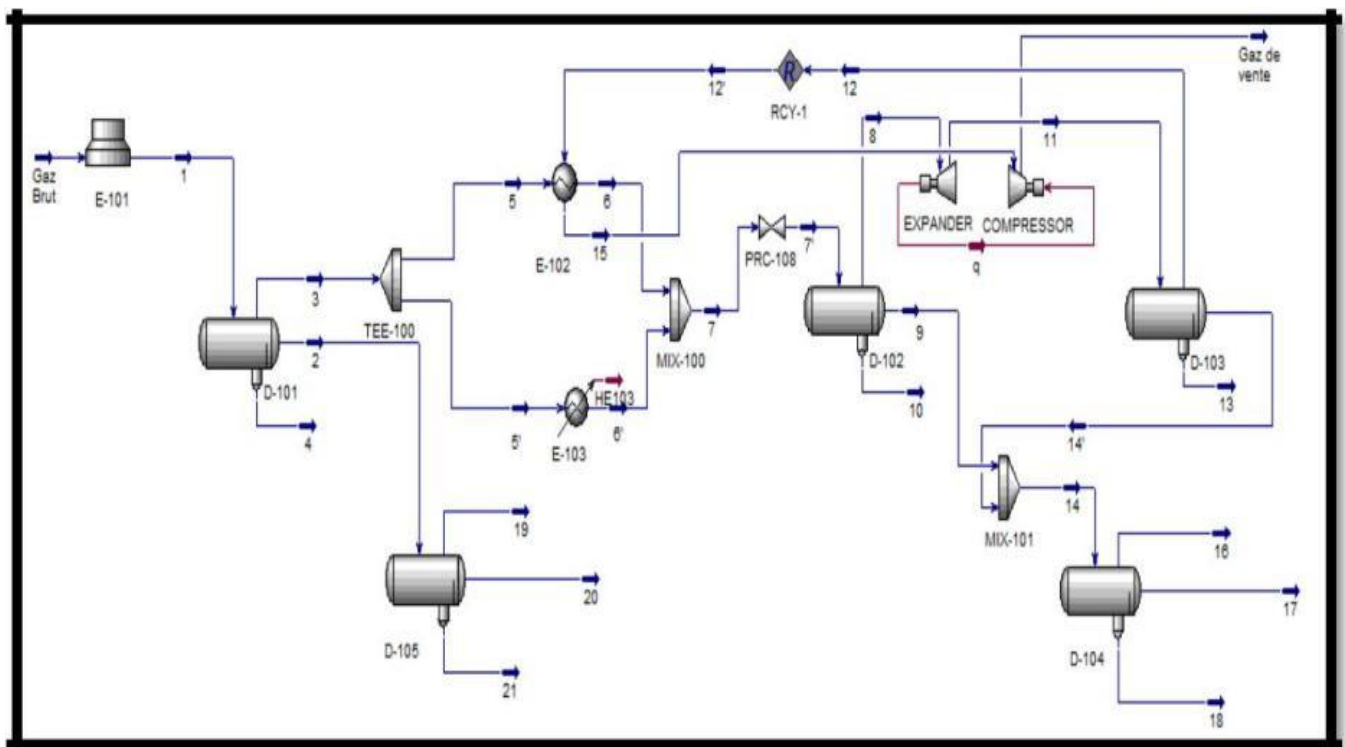 Gaz de
vente
12'
R
12
RCY-1
8
11
Gaz
Brut
E-101
1
5
6
EXPANDER
COMPRESSOR
15
E-102
PRC-108
7'
q
3
TEE-100
7
MIX-100
9
D-102
D-103
2
D-101
HE103
10
13
4
5'
E-103
6'
14'
14
MIX-101
19
16
20
17
D-105
D-104
21
18